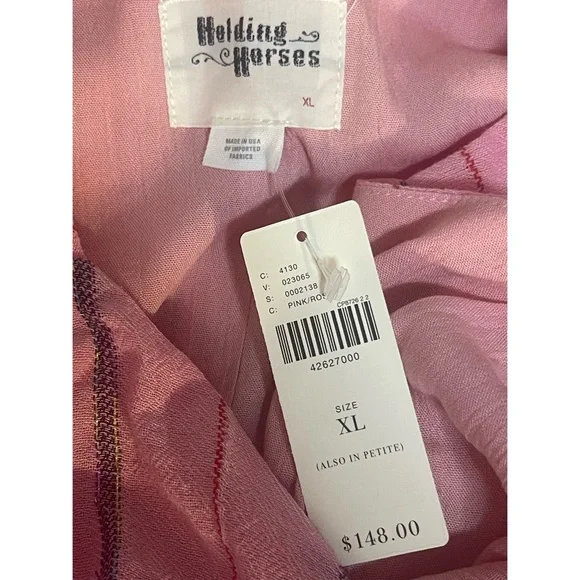 Holding
Horses
XL
MADE IN USA
OF IMPORTED
FABRICS
C: 4130
V: 023065
S: 0002138
C: PINK/ROS
CP8726 2 2
42627000
SIZE
XL
(ALSO IN PETITE)
$148.00